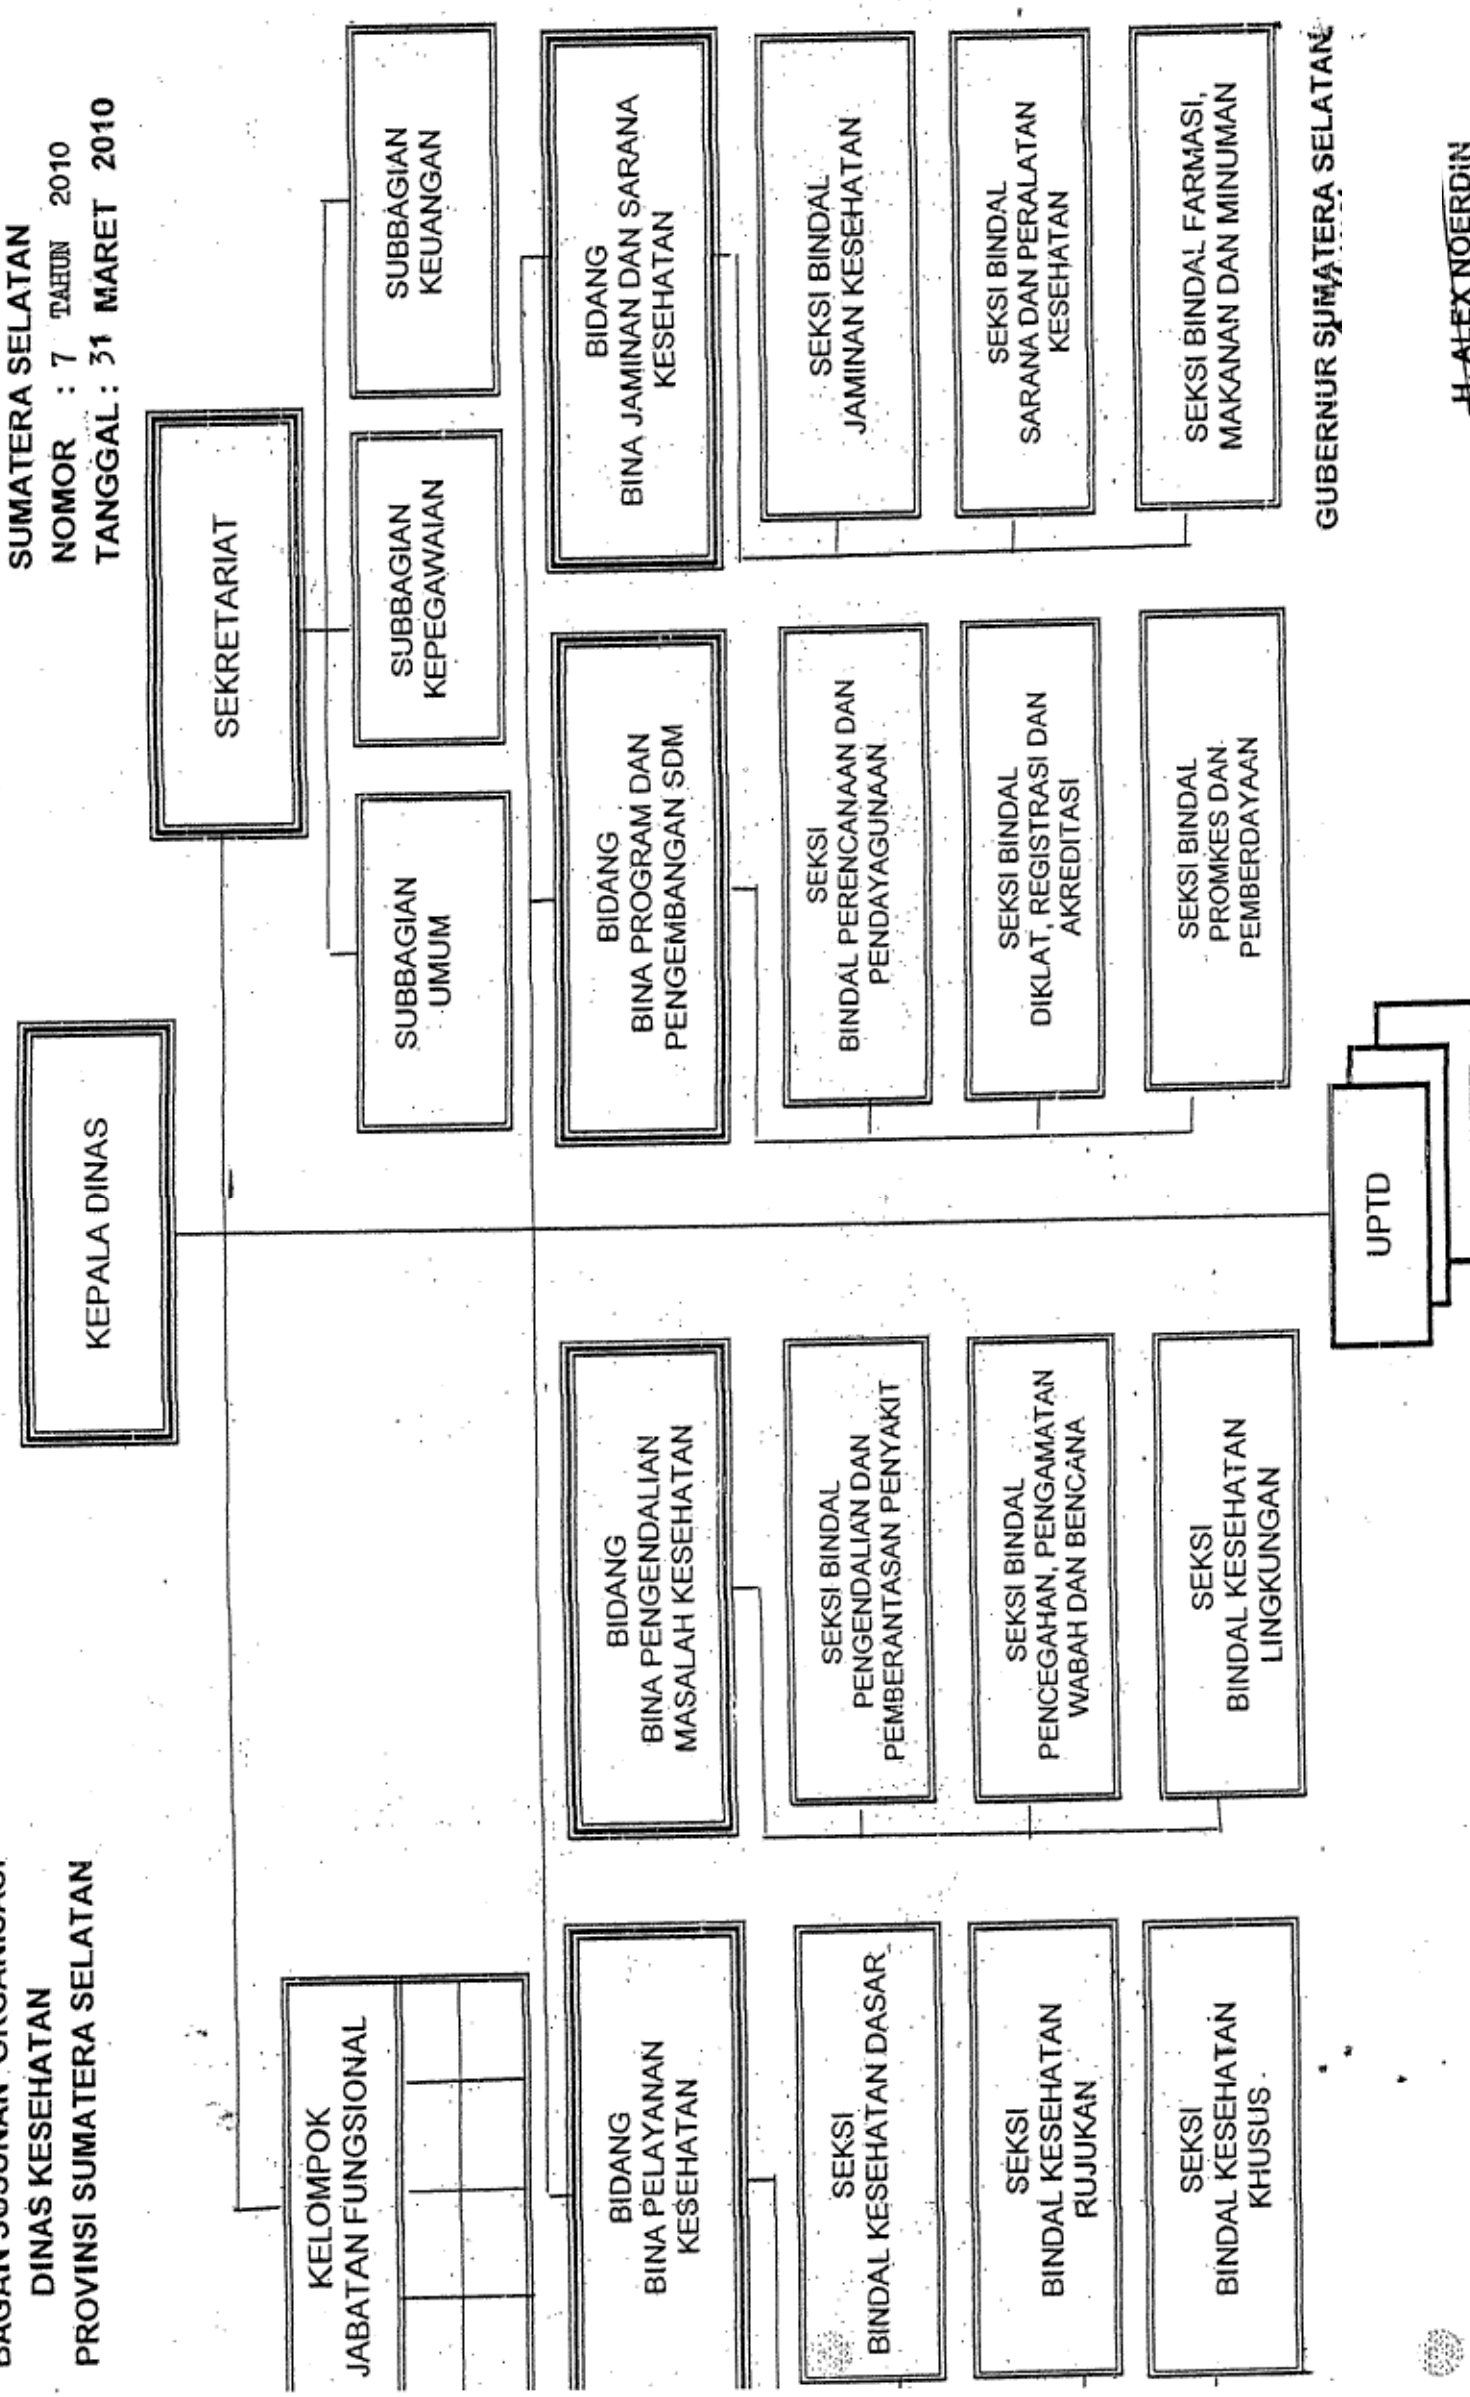 BAGAN SUSUNAN ORGANISASI
DINAS KESEHATAN
PROVINSI SUMATERA SELATAN
SUMATERA SELATAN
NOMOR : 7 TAHUN 2010
TANGGAL : 31 MARET 2010
KEPALA DINAS
SEKRETARIAT
KELOMPOK
JABATAN FUNGSIONAL
SUBBAGIAN
UMUM
SUBBAGIAN
KEPEGAWAIAN
SUBBAGIAN
KEUANGAN
BIDANG
BINA PELAYANAN
KESEHATAN
BIDANG
BINA PENGENDALIAN
MASALAH KESEHATAN
BIDANG
BINA PROGRAM DAN
PENGEMBANGAN SDM
BIDANG
BINA JAMINAN DAN SARANA
KESEHATAN
SEKSI
BINDAL KESEHATAN DASAR
SEKSI BINDAL
PENGENDALIAN DAN
PEMBERANTASAN PENYAKIT
SEKSI
BINDAL PERENCANAAN DAN
PENDAYAGUNAAN
SEKSI BINDAL
JAMINAN KESEHATAN
SEKSI
BINDAL KESEHATAN
RUJUKAN
SEKSI BINDAL
PENCEGAHAN, PENGAMATAN
WABAH DAN BENCANA
SEKSI BINDAL
DIKLAT, REGISTRASI DAN
AKREDITASI
SEKSI BINDAL
SARANA DAN PERALATAN
KESEHATAN
SEKSI
BINDAL KESEHATAN
KHUSUS
SEKSI
BINDAL KESEHATAN
LINGKUNGAN
SEKSI BINDAL
PROMKES DAN
PEMBERDAYAAN
SEKSI BINDAL FARMASI,
MAKANAN DAN MINUMAN
UPTD
GUBERNUR SUMATERA SELATAN
H. ALEX NOERDIN